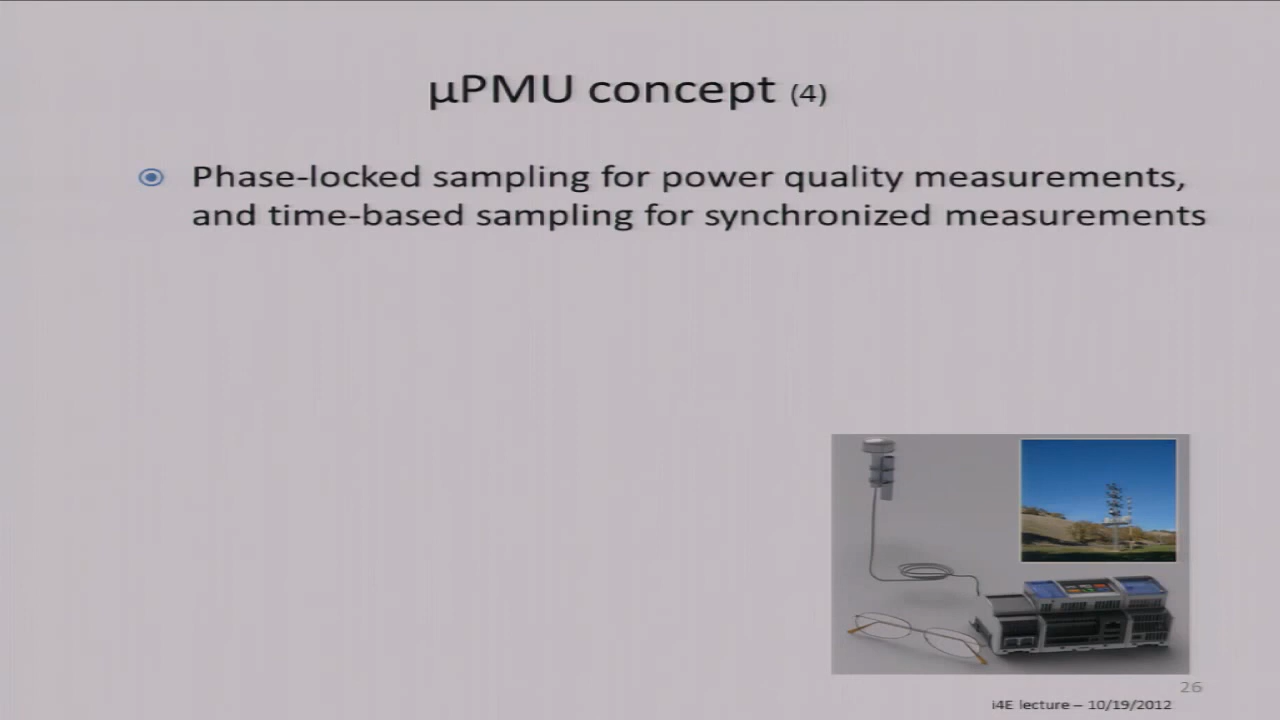 µPMU concept (4)
Phase-locked sampling for power quality measurements,
and time-based sampling for synchronized measurements
26
i4E lecture – 10/19/2012